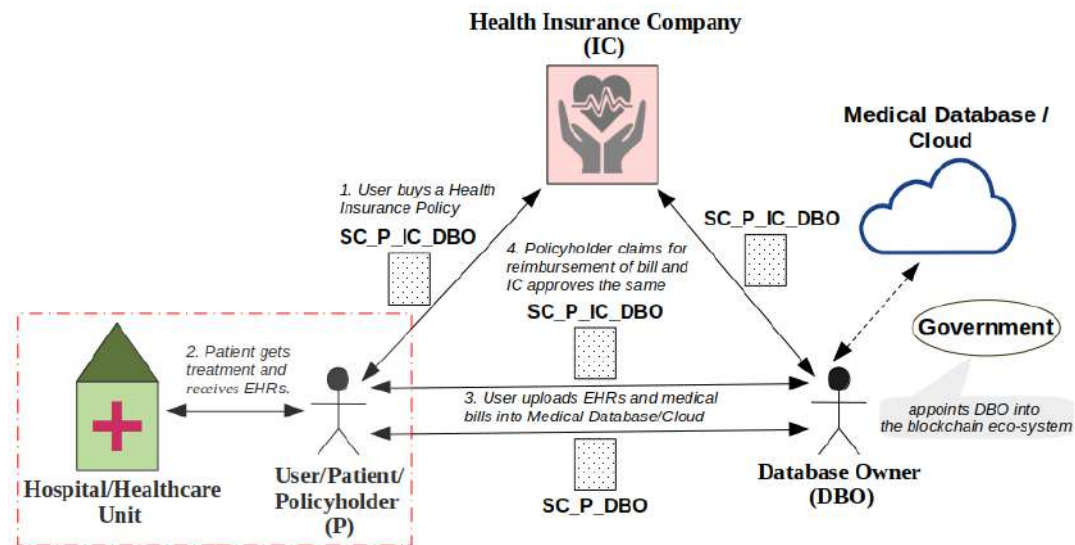 Health Insurance Company
(IC)
Medical Database /
Cloud
1. User buys a Health
Insurance Policy
SC_P_IC_DBO
4. Policyholder claims for
reimbursement of bill and
IC approves the same
SC_P_IC_DBO
SC_P_IC_DBO
Government
appoints DBO into
the blockchain eco-system
2. Patient gets
treatment and
receives EHRs.
3. User uploads EHRs and medical
bills into Medical Database/Cloud
SC_P_DBO
Hospital/Healthcare
Unit
User/Patient/
Policyholder
(P)
Database Owner
(DBO)